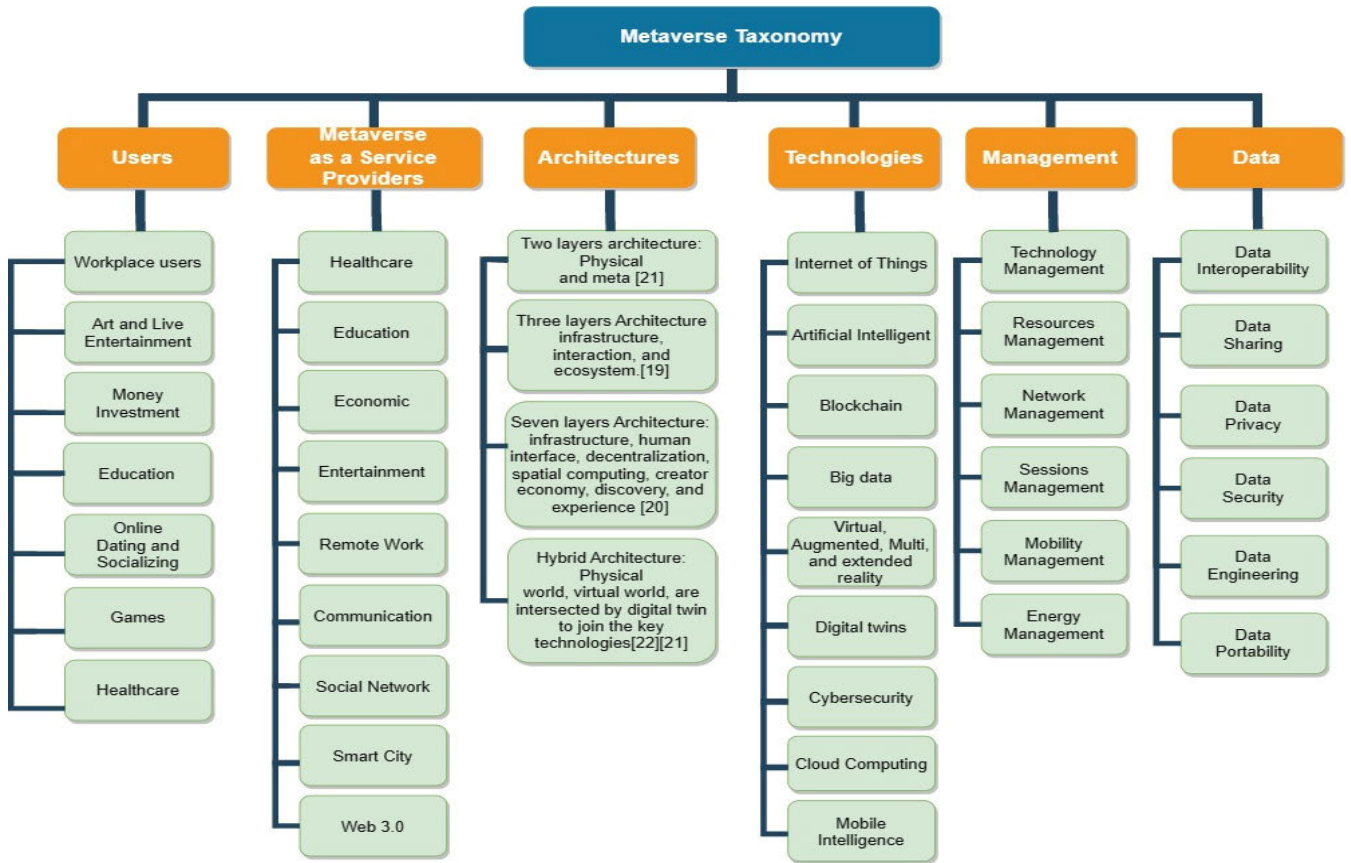 Metaverse Taxonomy
Users
Metaverse
as a Service
Providers
Architectures
Technologies
Management
Data
Workplace users
Art and Live
Entertainment
Money
Investment
Education
Online
Dating and
Socializing
Games
Healthcare
Healthcare
Education
Economic
Entertainment
Remote Work
Communication
Social Network
Smart City
Web 3.0
Two layers architecture:
Physical
and meta [21]
Three layers Architecture
infrastructure,
interaction, and
ecosystem.[19]
Seven layers Architecture:
infrastructure, human
interface, decentralization,
spatial computing, creator
economy, discovery, and
experience [20]
Hybrid Architecture:
Physical
world, virtual world, are
intersected by digital twin
to join the key
technologies[22][21]
Internet of Things
Artificial Intelligent
Blockchain
Big data
Virtual,
Augmented, Multi,
and extended
reality
Digital twins
Cybersecurity
Cloud Computing
Mobile
Intelligence
Technology
Management
Resources
Management
Network
Management
Sessions
Management
Mobility
Management
Energy
Management
Data
Interoperability
Data
Sharing
Data
Privacy
Data
Security
Data
Engineering
Data
Portability